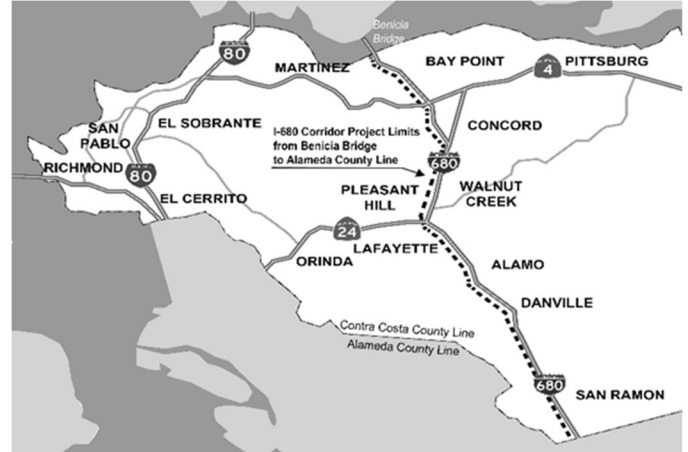 Benicia
Bridge
80
MARTINEZ
BAY POINT
4
PITTSBURG
SAN
PABLO
EL SOBRANTE
I-680 Corridor Project Limits
from Benicia Bridge
to Alameda County Line
CONCORD
680
RICHMOND
80
EL CERRITO
PLEASANT
HILL
WALNUT
CREEK
24
LAFAYETTE
ORINDA
ALAMO
DANVILLE
Contra Costa County Line
Alameda County Line
680
SAN RAMON